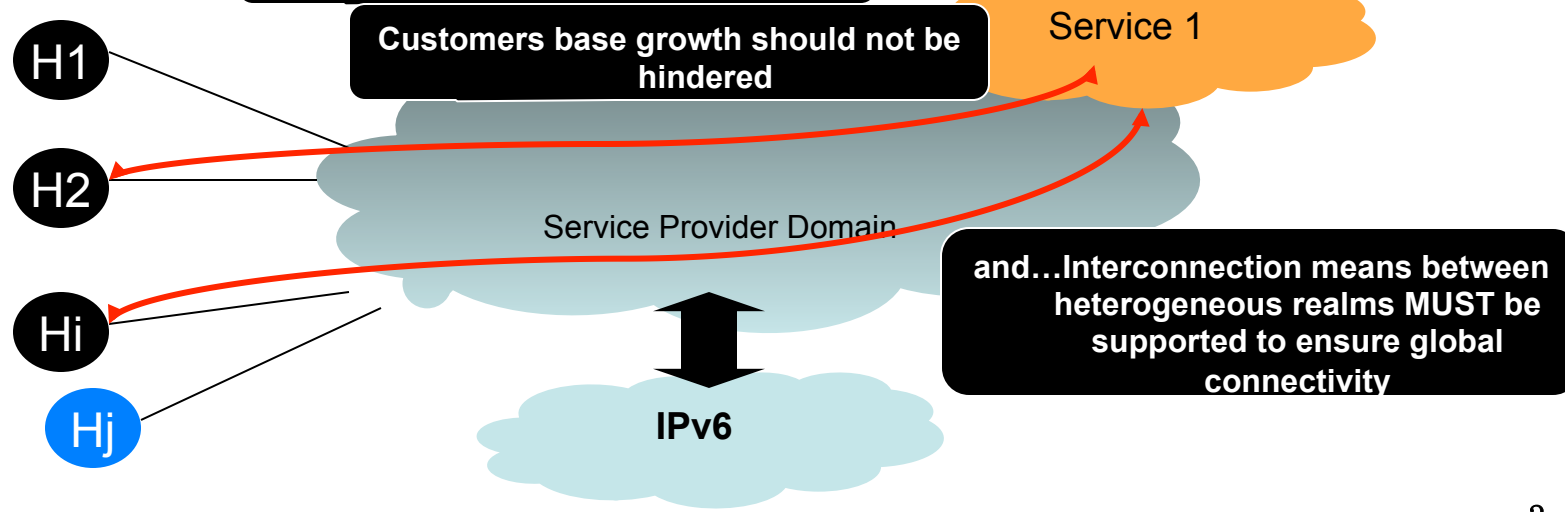 Service 1
Customers base growth should not be
hindered
H1
H2
Service Provider Domain
and…Interconnection means between
heterogeneous realms MUST be
supported to ensure global
connectivity
Hi
Hj
IPv6